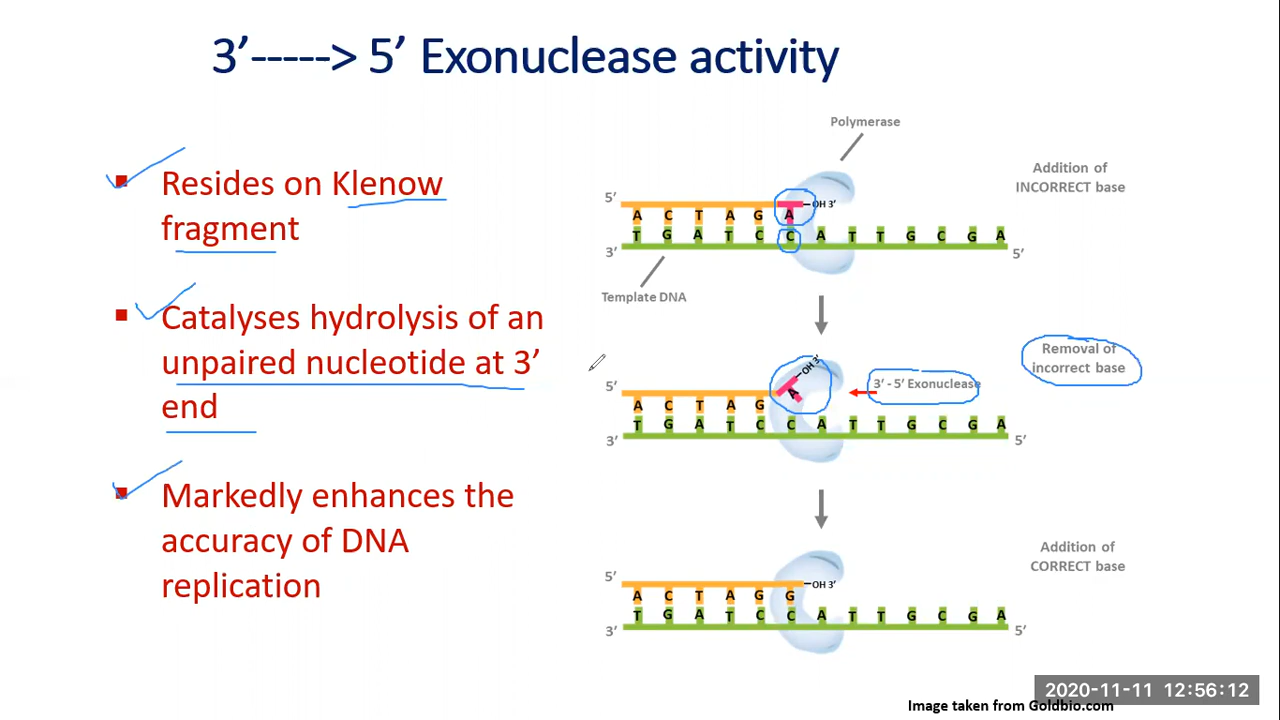 3’-----> 5’ Exonuclease activity
▪ Resides on Klenow
fragment
▪ Catalyses hydrolysis of an
unpaired nucleotide at 3’
end
▪ Markedly enhances the
accuracy of DNA
replication
Polymerase
Addition of
INCORRECT base
5’
OH 3’
A C T A G A
T G A T C C A T T G C G A
3’
5’
Template DNA
Removal of
incorrect base
OH 3’
5’
3’ - 5’ Exonuclease
A
A C T A G
T G A T C C A T T G C G A
3’
5’
Addition of
CORRECT base
5’
OH 3’
A C T A G G
T G A T C C A T T G C G A
3’
5’
2020-11-11 12:56:12
Image taken from Goldbio.com